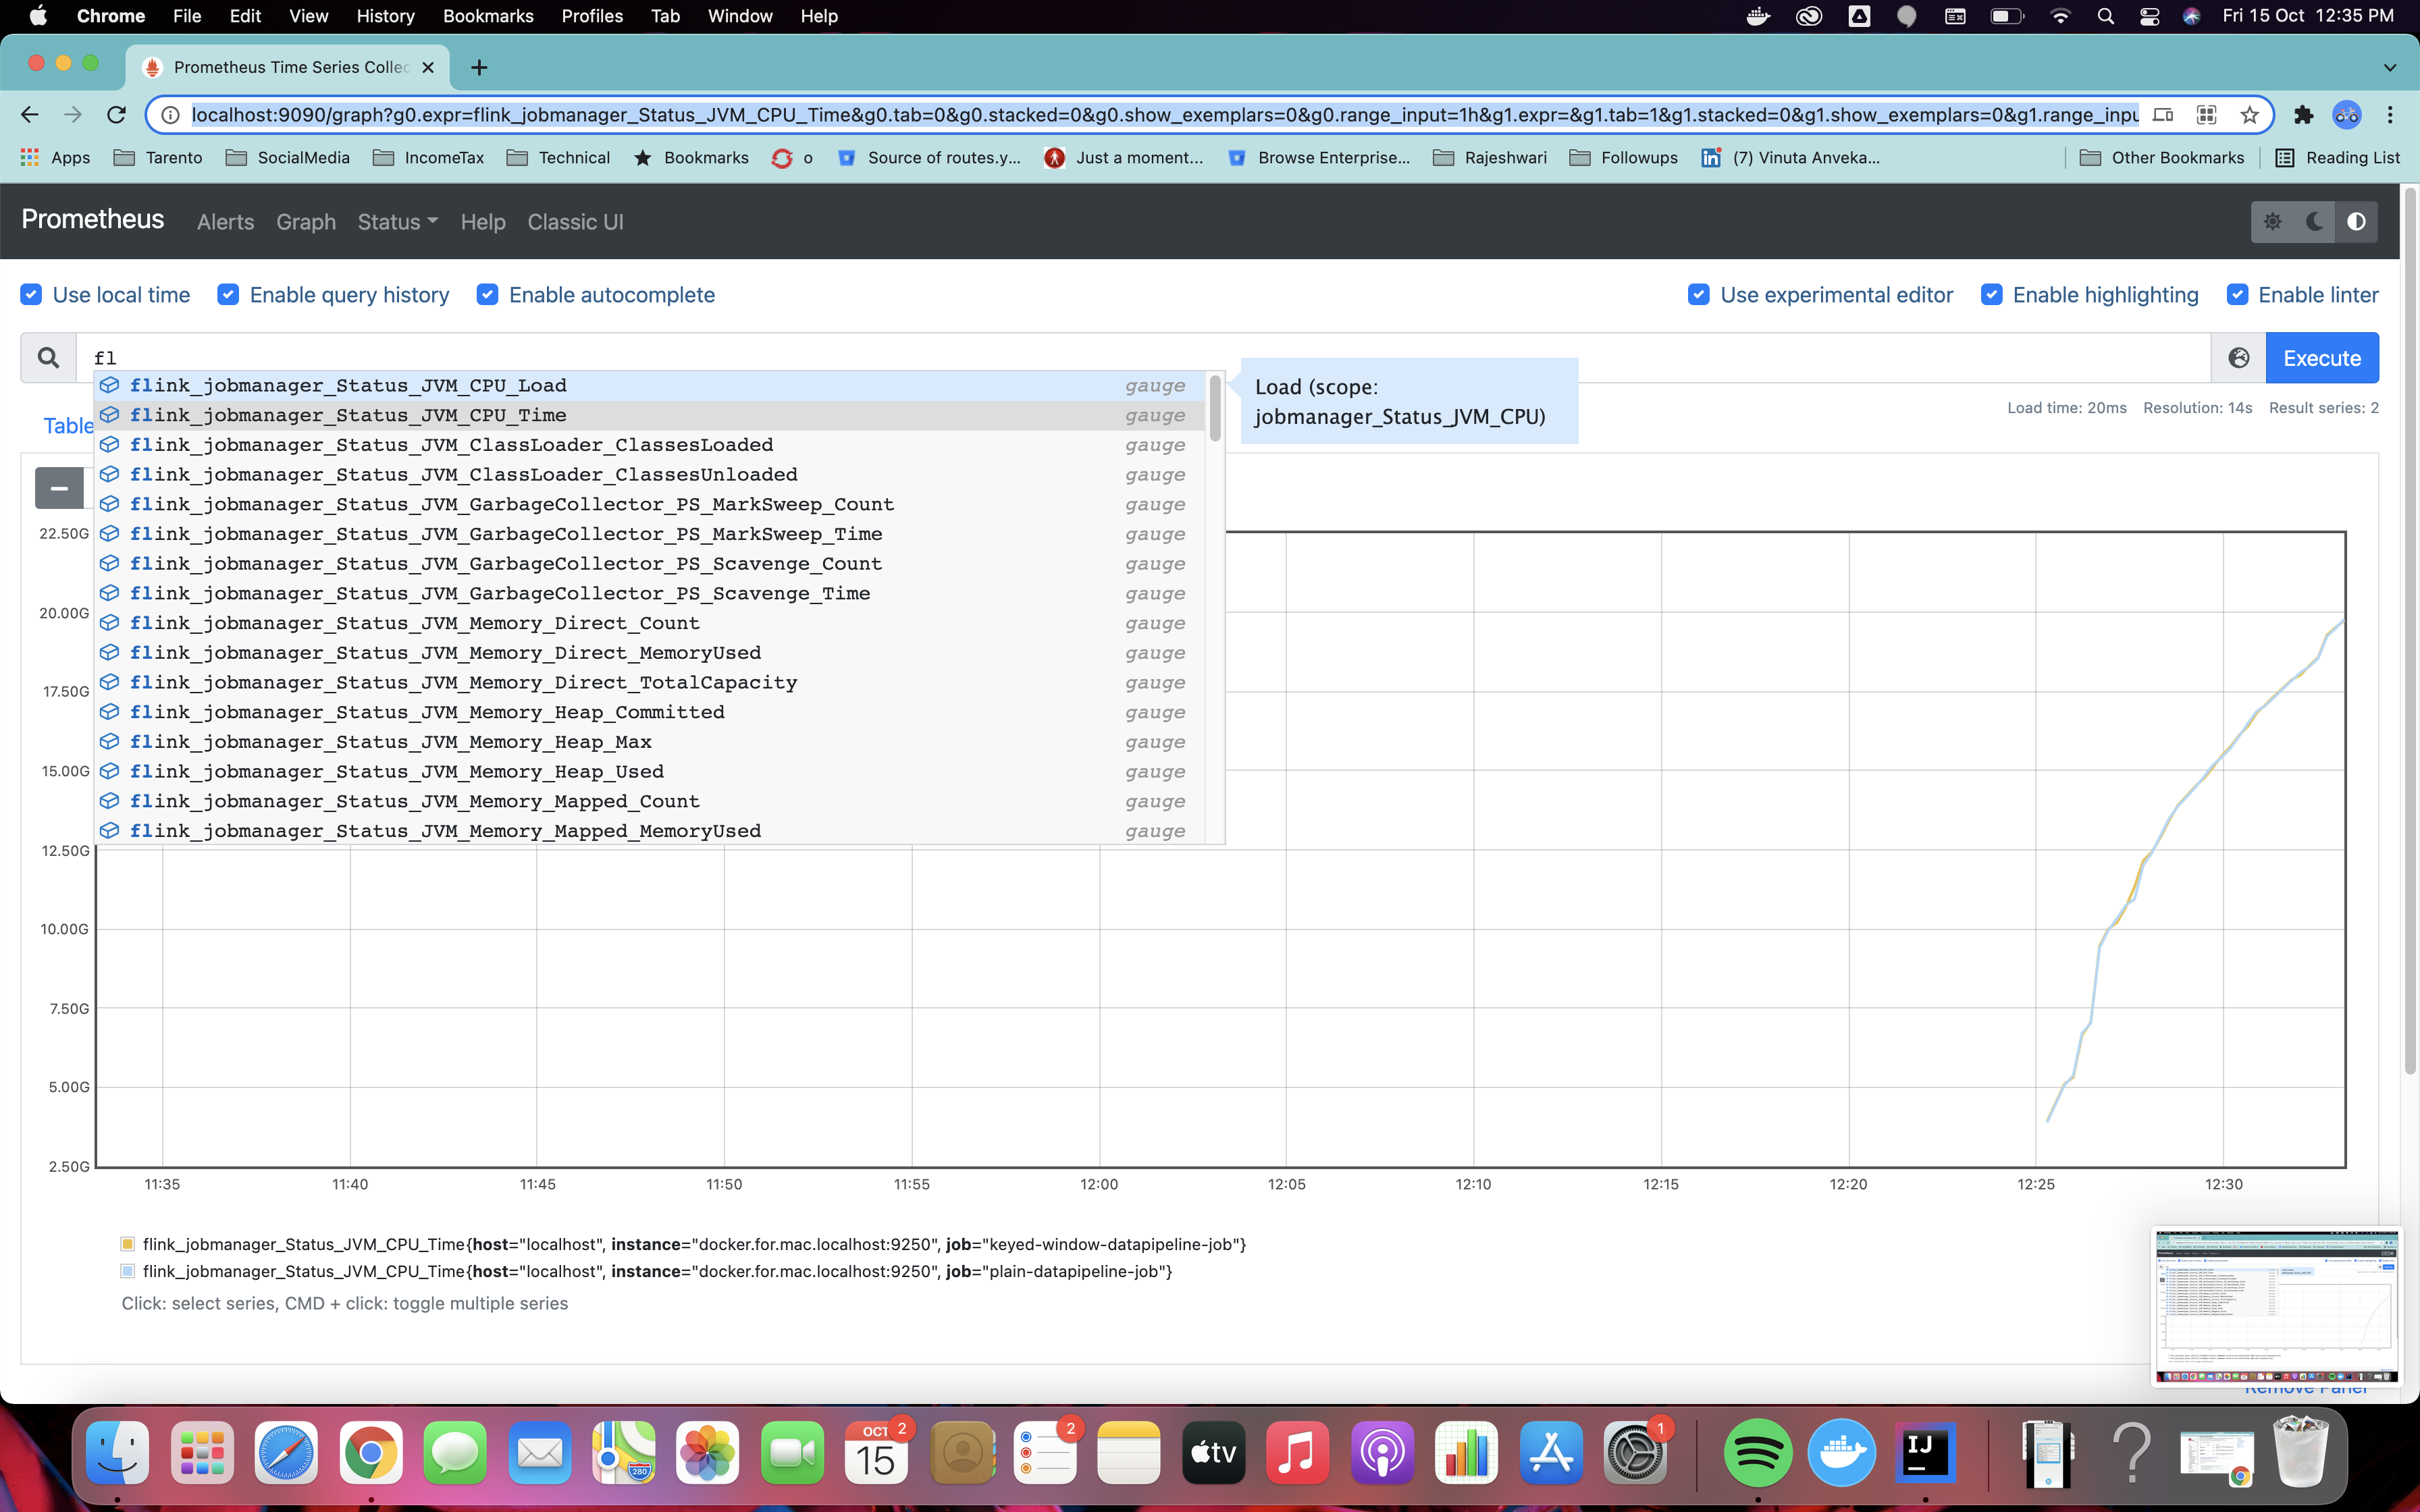 Chrome File Edit View History Bookmarks Profiles Tab Window Help Fri 15 Oct 12:35 PM
Prometheus Time Series Collec
localhost:9090/graph?g0.expr=flink_jobmanager_Status_JVM_CPU_Time&g0.tab=0&g0.stacked=0&g0.show_exemplars=0&g0.range_input=1h&g1.expr=&g1.tab=1&g1.stacked=0&g1.show_exemplars=0&g1.range_inpu
Apps Tarento SocialMedia IncomeTax Technical Bookmarks o Source of routes.y... Just a moment... Browse Enterprise... Rajeshwari Followups (7) Vinuta Anveka... Other Bookmarks Reading List
Prometheus Alerts Graph Status Help Classic UI
Use local time Enable query history Enable autocomplete Use experimental editor Enable highlighting Enable linter
fl Execute
flink_jobmanager_Status_JVM_CPU_Load gauge
flink_jobmanager_Status_JVM_CPU_Time gauge
flink_jobmanager_Status_JVM_ClassLoader_ClassesLoaded gauge
flink_jobmanager_Status_JVM_ClassLoader_ClassesUnloaded gauge
flink_jobmanager_Status_JVM_GarbageCollector_PS_MarkSweep_Count gauge
flink_jobmanager_Status_JVM_GarbageCollector_PS_MarkSweep_Time gauge
flink_jobmanager_Status_JVM_GarbageCollector_PS_Scavenge_Count gauge
flink_jobmanager_Status_JVM_GarbageCollector_PS_Scavenge_Time gauge
flink_jobmanager_Status_JVM_Memory_Direct_Count gauge
flink_jobmanager_Status_JVM_Memory_Direct_MemoryUsed gauge
flink_jobmanager_Status_JVM_Memory_Direct_TotalCapacity gauge
flink_jobmanager_Status_JVM_Memory_Heap_Committed gauge
flink_jobmanager_Status_JVM_Memory_Heap_Max gauge
flink_jobmanager_Status_JVM_Memory_Heap_Used gauge
flink_jobmanager_Status_JVM_Memory_Mapped_Count gauge
flink_jobmanager_Status_JVM_Memory_Mapped_MemoryUsed gauge
Load (scope:
jobmanager_Status_JVM_CPU)
Load time: 20ms Resolution: 14s Result series: 2
Table
22.50G
20.00G
17.50G
15.00G
12.50G
10.00G
7.50G
5.00G
2.50G
11:35 11:40 11:45 11:50 11:55 12:00 12:05 12:10 12:15 12:20 12:25 12:30
flink_jobmanager_Status_JVM_CPU_Time{host="localhost", instance="docker.for.mac.localhost:9250", job="keyed-window-datapipeline-job"}
flink_jobmanager_Status_JVM_CPU_Time{host="localhost", instance="docker.for.mac.localhost:9250", job="plain-datapipeline-job"}
Click: select series, CMD + click: toggle multiple series
Remove Panel
OCT 2 2 1
15 280 tv IJ